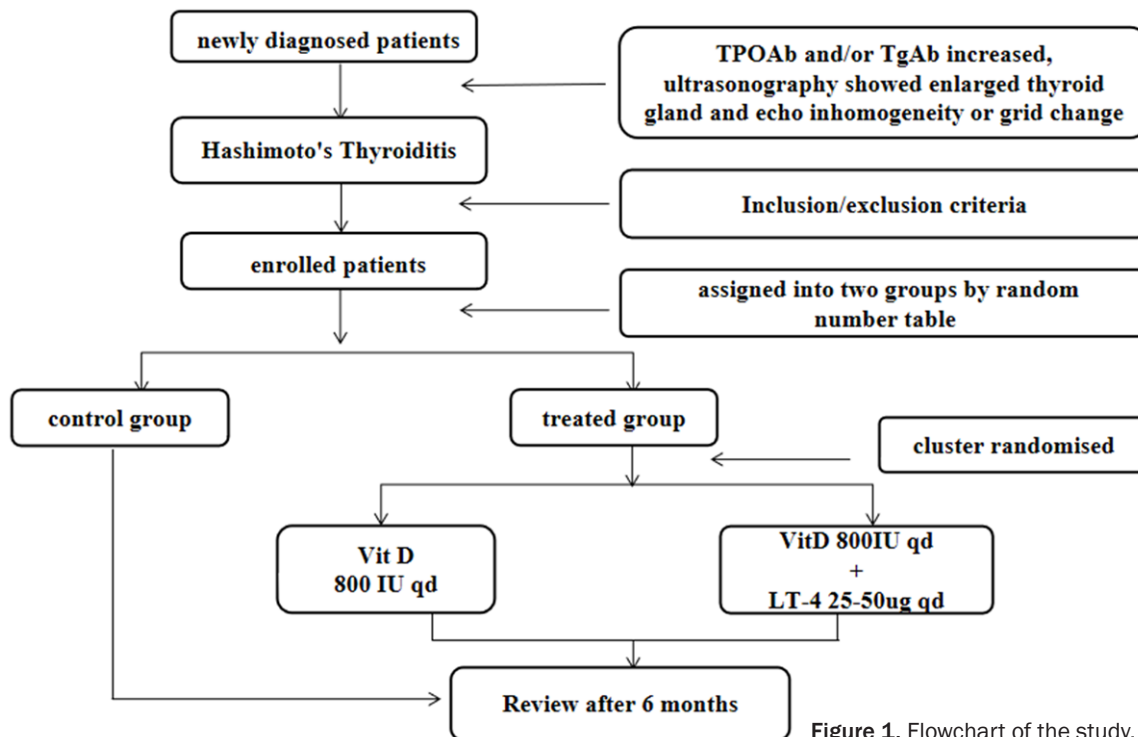 newly diagnosed patients
TPOAb and/or TgAb increased,
ultrasonography showed enlarged thyroid
gland and echo inhomogeneity or grid change
Hashimoto's Thyroiditis
Inclusion/exclusion criteria
enrolled patients
assigned into two groups by random
number table
control group
treated group
cluster randomised
Vit D
800 IU qd
VitD 800IU qd
+
LT-4 25-50ug qd
Review after 6 months
Figure 1. Flowchart of the study.